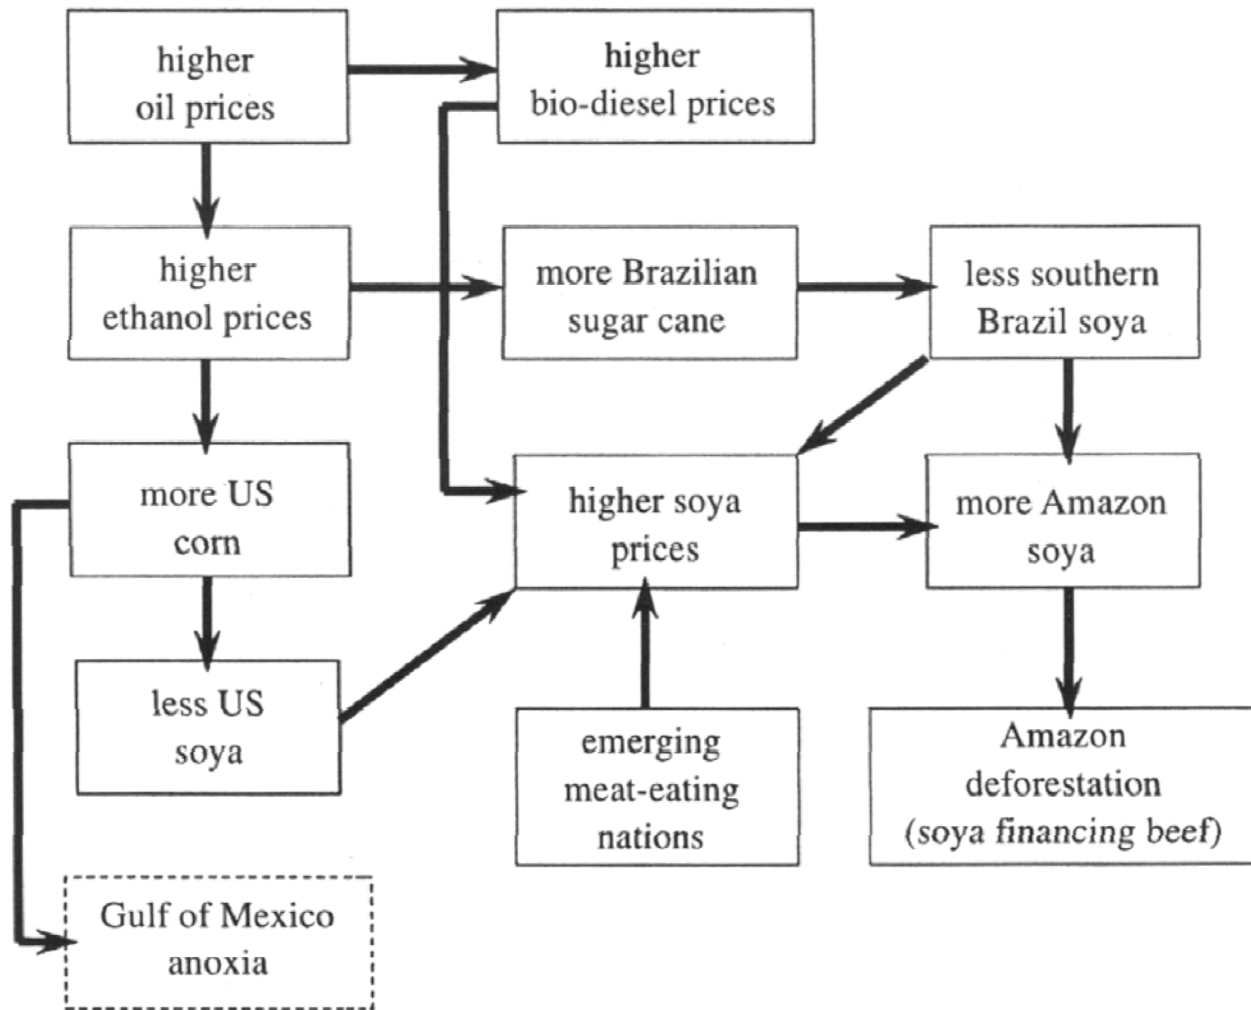 higher
oil prices
higher
bio-diesel prices
higher
ethanol prices
more Brazilian
sugar cane
less southern
Brazil soya
more US
corn
higher soya
prices
more Amazon
soya
less US
soya
emerging
meat-eating
nations
Amazon
deforestation
(soya financing beef)
Gulf of Mexico
anoxia